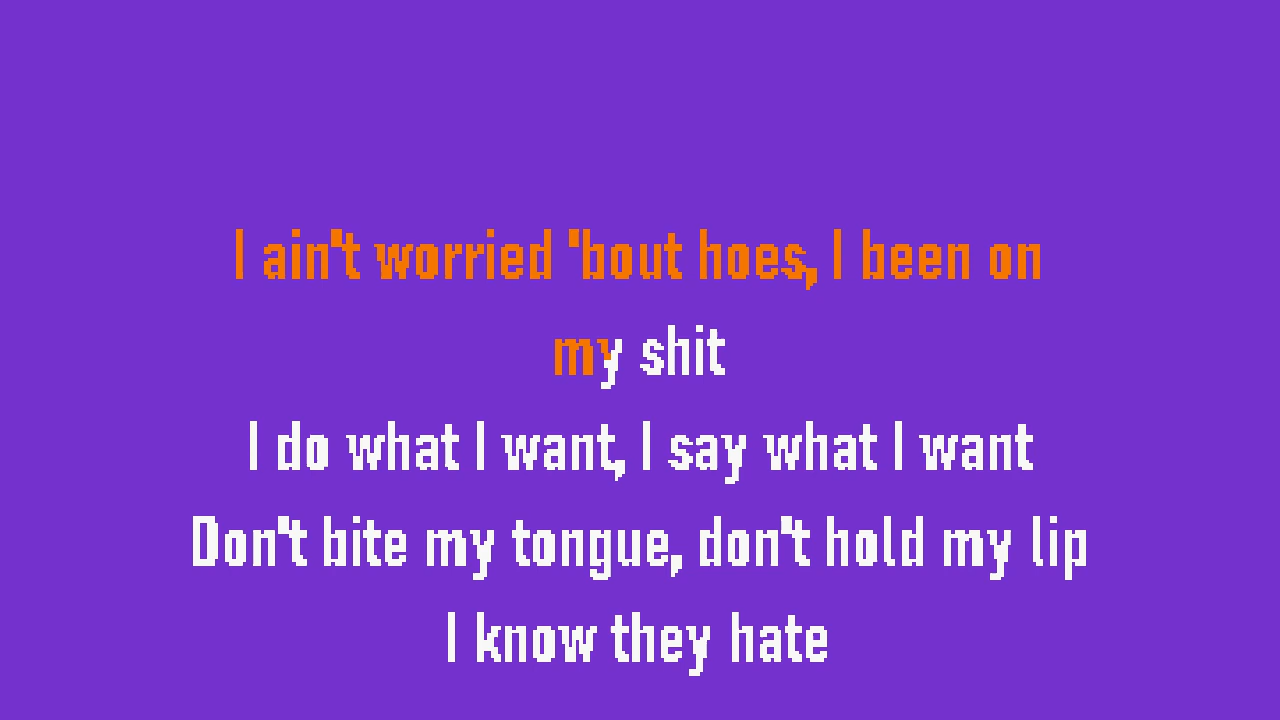 I ain't worried 'bout hoes, I been on
my shit
I do what I want, I say what I want
Don't bite my tongue, don't hold my lip
I know they hate